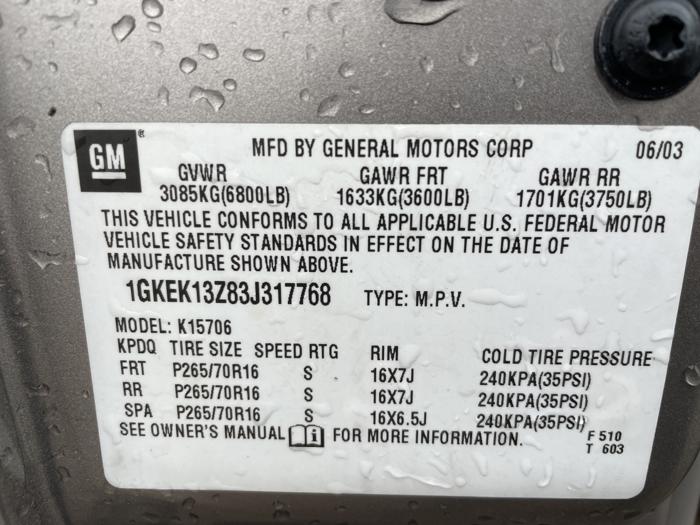 GM ® MFD BY GENERAL MOTORS CORP 06/03
GVWR GAWR FRT GAWR RR
3085KG(6800LB) 1633KG(3600LB) 1701KG(3750LB)
THIS VEHICLE CONFORMS TO ALL APPLICABLE U.S. FEDERAL MOTOR
VEHICLE SAFETY STANDARDS IN EFFECT ON THE DATE OF
MANUFACTURE SHOWN ABOVE.
1GKEK13Z83J317768 TYPE: M.P.V.
MODEL: K15706
KPDQ TIRE SIZE SPEED RTG RIM COLD TIRE PRESSURE
FRT P265/70R16 S 16X7J 240KPA(35PSI)
RR P265/70R16 S 16X7J 240KPA(35PSI)
SPA P265/70R16 S 16X6.5J 240KPA(35PSI)
SEE OWNER'S MANUAL i FOR MORE INFORMATION. F 510
T 603